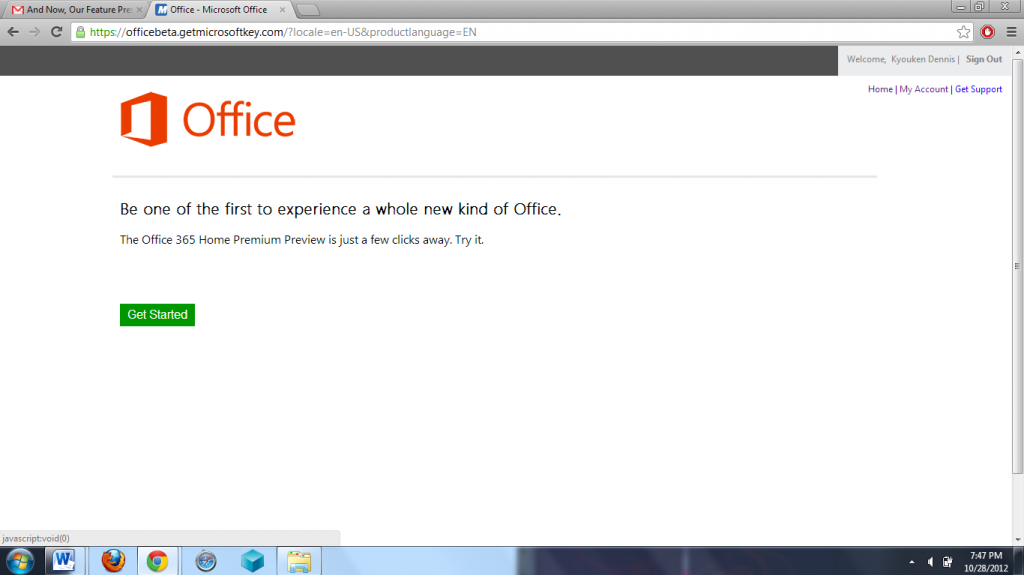 And Now, Our Feature Pre
Office - Microsoft Office
https://officebeta.getmicrosoftkey.com/?locale=en-US&productlanguage=EN
Welcome, Kyouken Dennis | Sign Out
Home | My Account | Get Support
Office
Be one of the first to experience a whole new kind of Office.
The Office 365 Home Premium Preview is just a few clicks away. Try it.
Get Started
javascript:void(0)
7:47 PM
10/28/2012